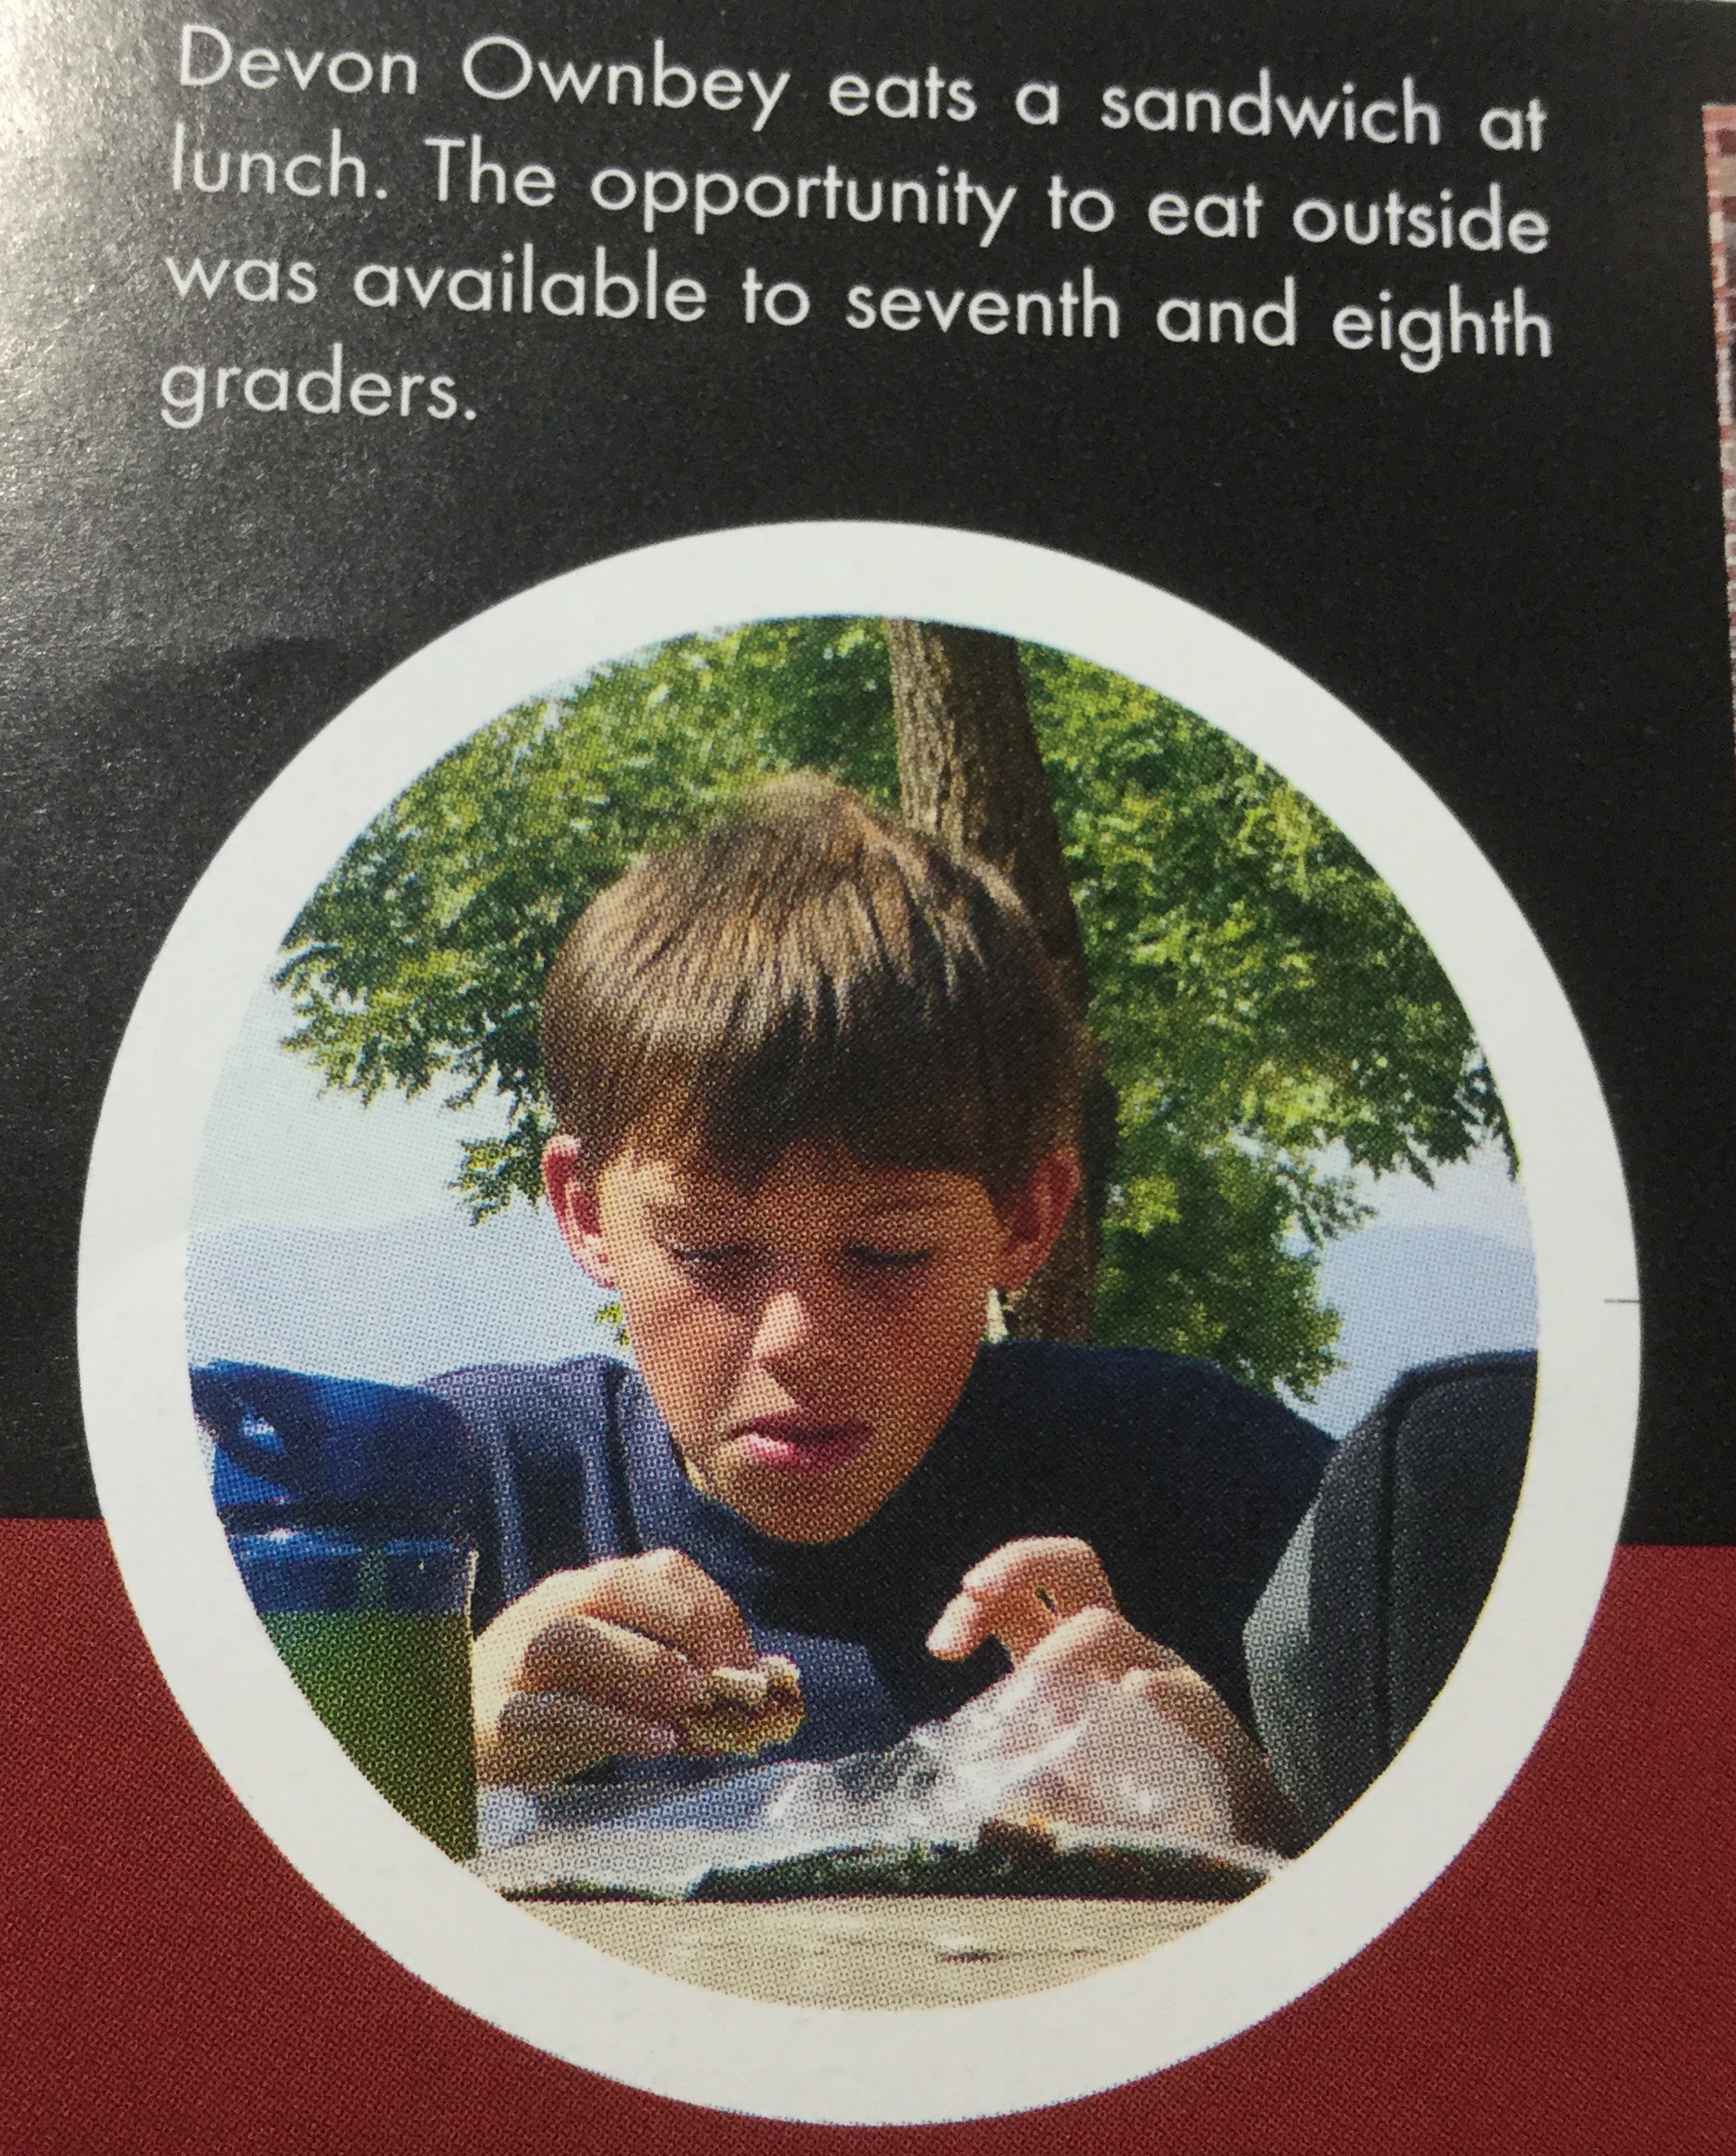 Devon Ownbey eats a sandwich at
lunch. The opportunity to eat outside
was available to seventh and eighth
graders.